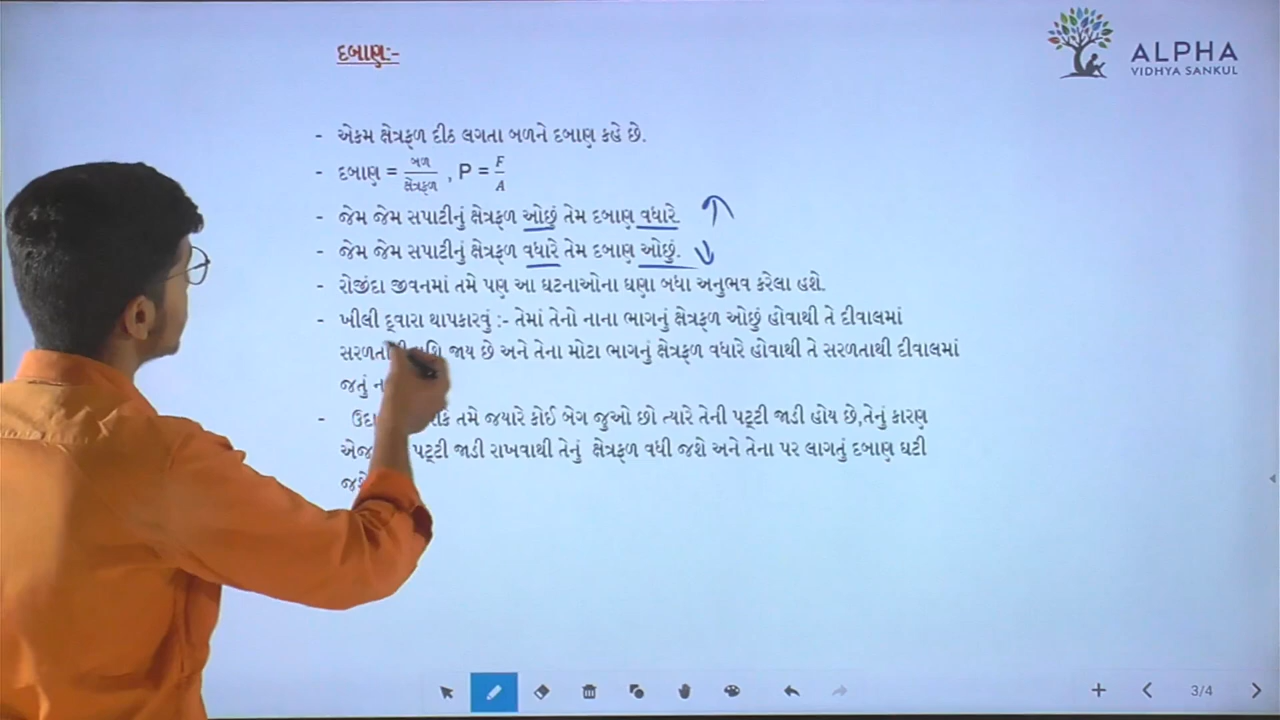 દબાણ:-
ALPHA
VIDHYA SANKUL
- એકમ ક્ષેત્રફળ દીઠ લગતા બળને દબાણ કહે છે.
- દબાણ = બળ/ક્ષેત્રફળ , P = F/A
- જેમ જેમ સપાટીનું ક્ષેત્રફળ ઓછું તેમ દબાણ વધારે.
- જેમ જેમ સપાટીનું ક્ષેત્રફળ વધારે તેમ દબાણ ઓછું.
- રોજીંદા જીવનમાં તમે પણ આ ઘટનાઓના ઘણા બધા અનુભવ કરેલા હશે.
- ખીલી દ્વારા થાપકારવું :- તેમાં તેનો નાના ભાગનું ક્ષેત્રફળ ઓછું હોવાથી તે દીવાલમાં
જાય છે અને તેના મોટા ભાગનું ક્ષેત્રફળ વધારે હોવાથી તે સરળતાથી દીવાલમાં
જતું
- તમે જયારે કોઈ બેગ જુઓ છો ત્યારે તેની પટ્ટી જાડી હોય છે,તેનું કારણ
પટ્ટી જાડી રાખવાથી તેનું ક્ષેત્રફળ વધી જશે અને તેના પર લાગતું દબાણ ઘટી
3/4